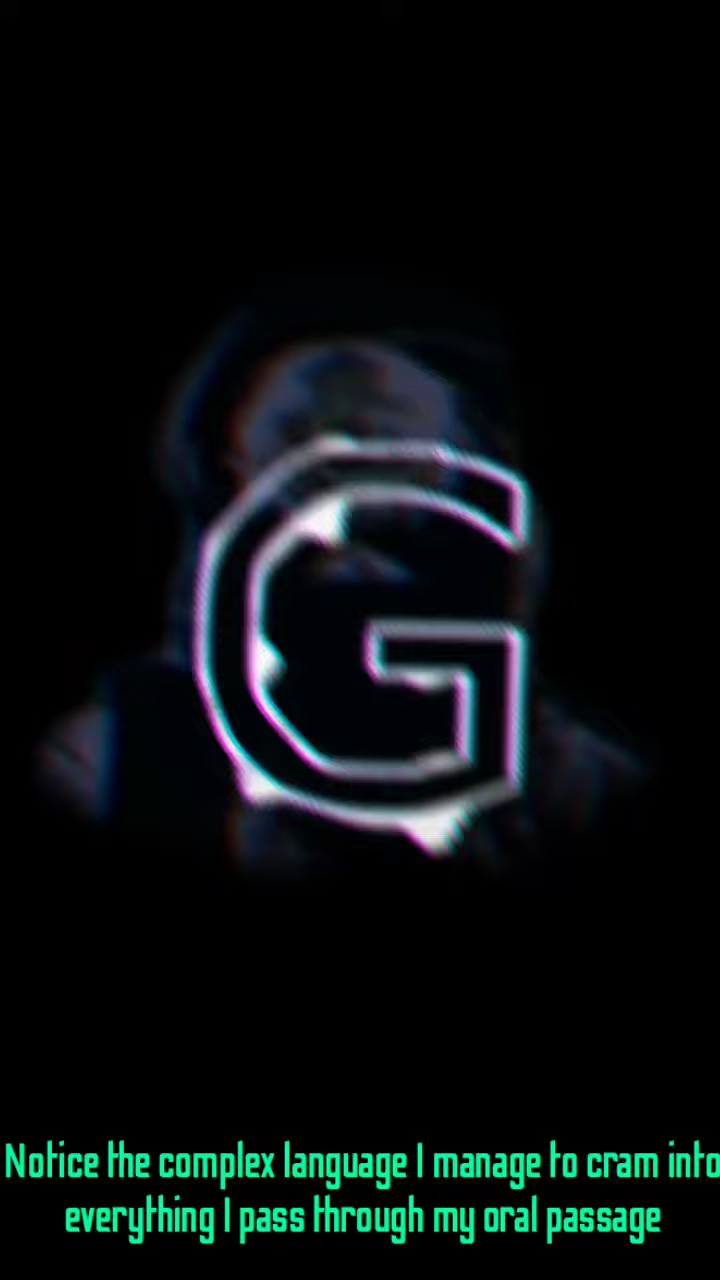 G
Notice the complex language I manage to cram into
everything I pass through my oral passage